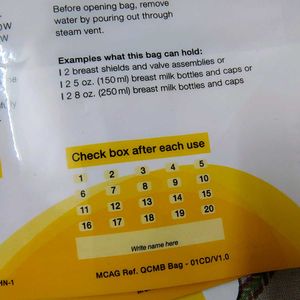 Before opening bag, remove
water by pouring out through
steam vent.
Examples what this bag can hold:
I 2 breast shields and valve assemblies or
I 2 5 oz. (150 ml) breast milk bottles and caps or
I 2 8 oz. (250 ml) breast milk bottles and caps
Check box after each use
1 2 3 4 5
6 7 8 9 10
11 12 13 14 15
16 17 18 19 20
Write name here
MCAG Ref. QCMB Bag - 01CD/V1.0
HN-1